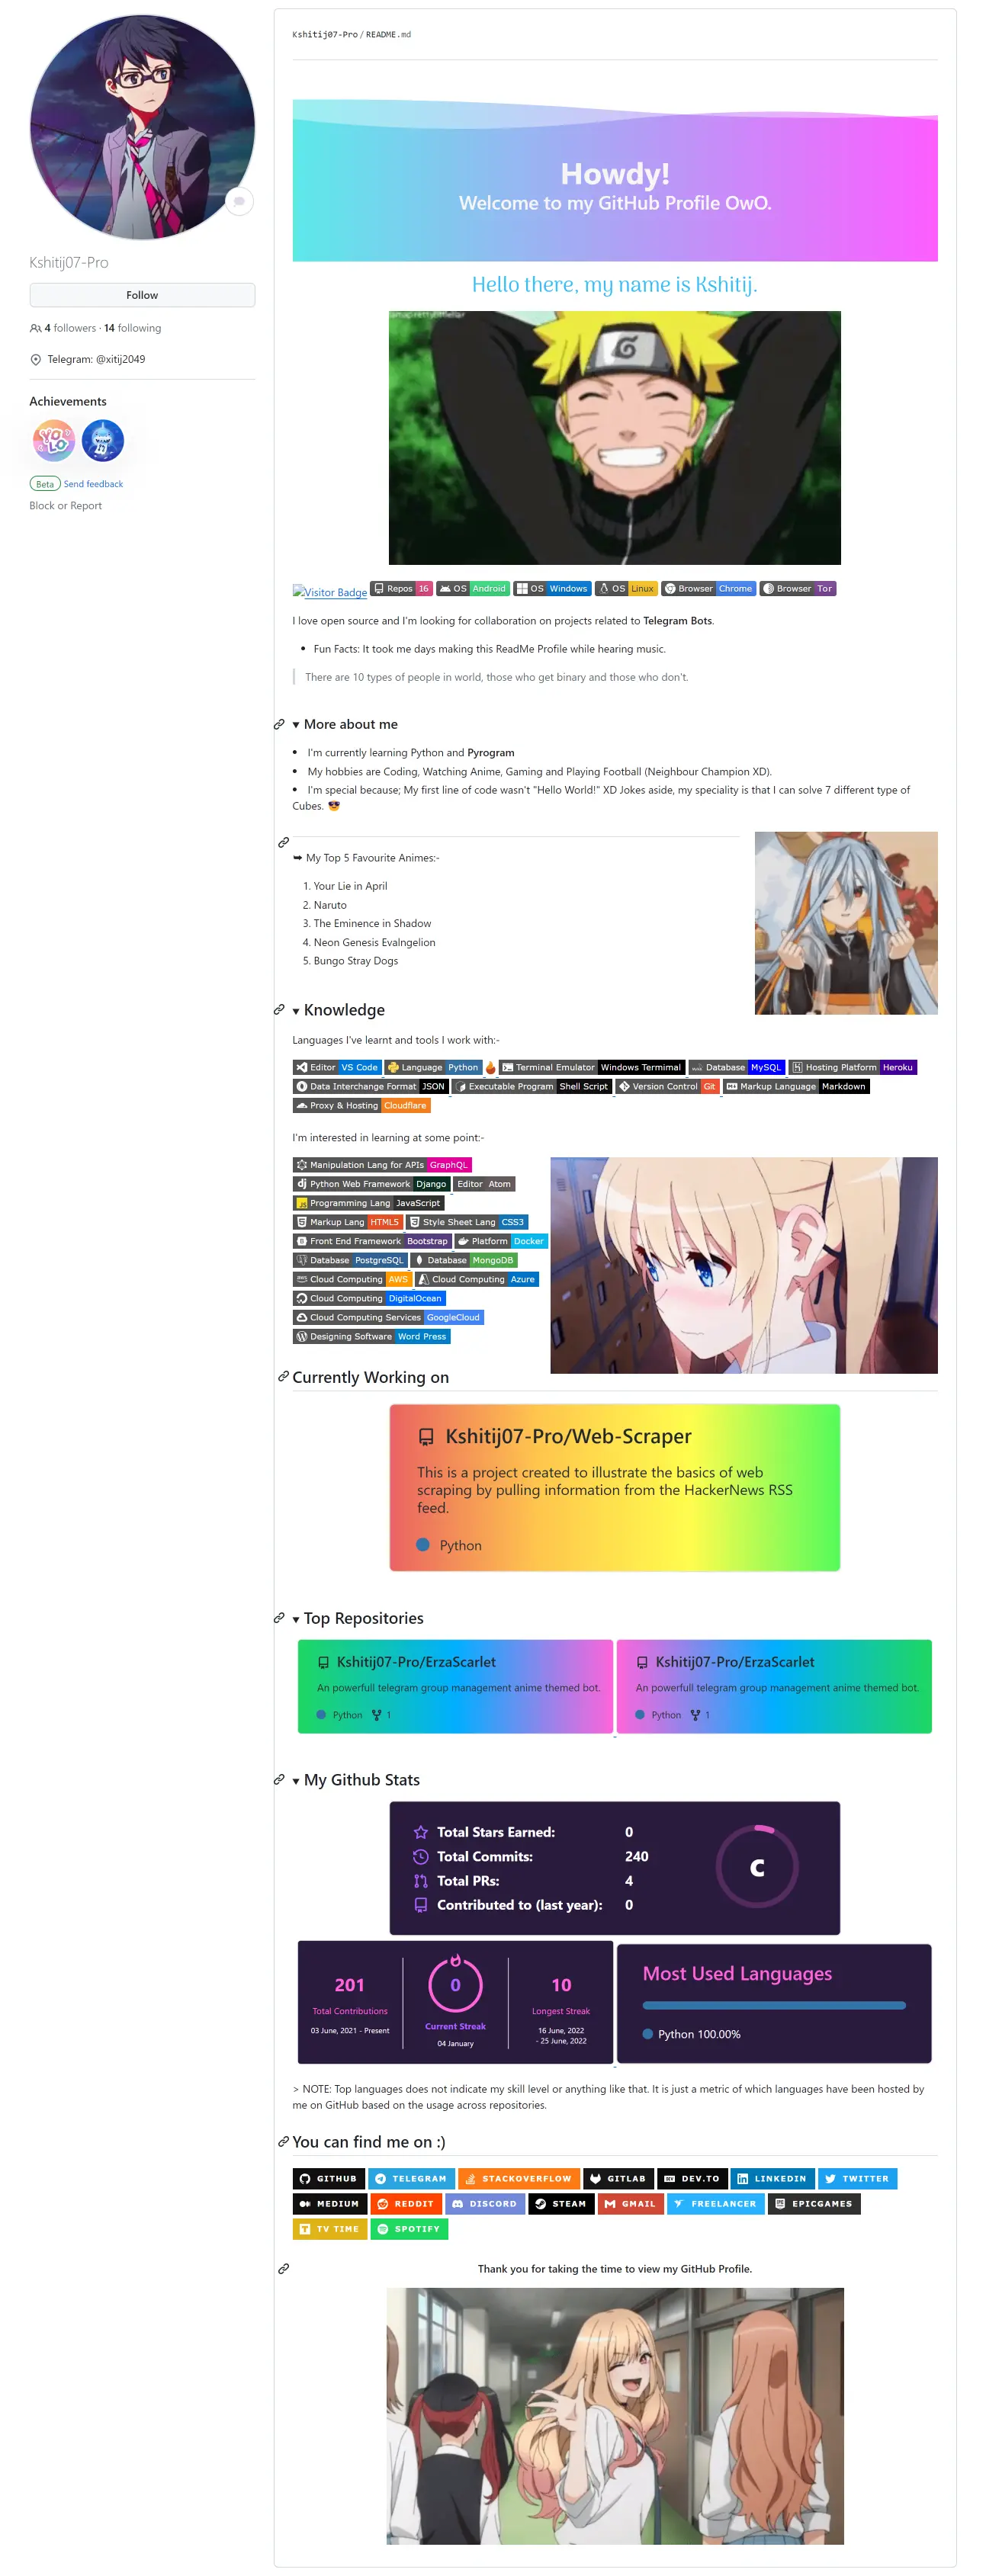 Kshitij07-Pro / README.md
Howdy!
Welcome to my GitHub Profile OwO.
Kshitij07-Pro
Follow
4 followers · 14 following
Telegram: @xitij2049
Achievements
YOLO
Beta Send feedback
Block or Report
Hello there, my name is Kshitij.
Visitor Badge Repos 16 OS Android OS Windows OS Linux Browser Chrome Browser Tor
I love open source and I'm looking for collaboration on projects related to Telegram Bots.
• Fun Facts: It took me days making this ReadMe Profile while hearing music.
There are 10 types of people in world, those who get binary and those who don't.
▼ More about me
• I'm currently learning Python and Pyrogram
• My hobbies are Coding, Watching Anime, Gaming and Playing Football (Neighbour Champion XD).
• I'm special because; My first line of code wasn't "Hello World!" XD Jokes aside, my speciality is that I can solve 7 different type of
Cubes. 😎
➥ My Top 5 Favourite Animes:-
1. Your Lie in April
2. Naruto
3. The Eminence in Shadow
4. Neon Genesis Evalngelion
5. Bungo Stray Dogs
▼ Knowledge
Languages I've learnt and tools I work with:-
Editor VS Code Language Python Terminal Emulator Windows Termimal Database MySQL Hosting Platform Heroku
Data Interchange Format JSON Executable Program Shell Script Version Control Git Markup Language Markdown
Proxy & Hosting Cloudflare
I'm interested in learning at some point:-
Manipulation Lang for APIs GraphQL
Python Web Framework Django Editor Atom
Programming Lang JavaScript
Markup Lang HTML5 Style Sheet Lang CSS3
Front End Framework Bootstrap Platform Docker
Database PostgreSQL Database MongoDB
Cloud Computing AWS Cloud Computing Azure
Cloud Computing DigitalOcean
Cloud Computing Services GoogleCloud
Designing Software Word Press
Currently Working on
Kshitij07-Pro/Web-Scraper
This is a project created to illustrate the basics of web
scraping by pulling information from the HackerNews RSS
feed.
Python
▼ Top Repositories
Kshitij07-Pro/ErzaScarlet
An powerfull telegram group management anime themed bot.
Python 1
Kshitij07-Pro/ErzaScarlet
An powerfull telegram group management anime themed bot.
Python 1
▼ My Github Stats
Total Stars Earned: 0
Total Commits: 240
Total PRs: 4
Contributed to (last year): 0
C
201
Total Contributions
03 June, 2021 - Present
0
Current Streak
04 January
10
Longest Streak
16 June, 2022
- 25 June, 2022
Most Used Languages
Python 100.00%
> NOTE: Top languages does not indicate my skill level or anything like that. It is just a metric of which languages have been hosted by
me on GitHub based on the usage across repositories.
You can find me on :)
GITHUB TELEGRAM STACKOVERFLOW GITLAB DEV.TO LINKEDIN TWITTER
MEDIUM REDDIT DISCORD STEAM GMAIL FREELANCER EPICGAMES
TV TIME SPOTIFY
Thank you for taking the time to view my GitHub Profile.